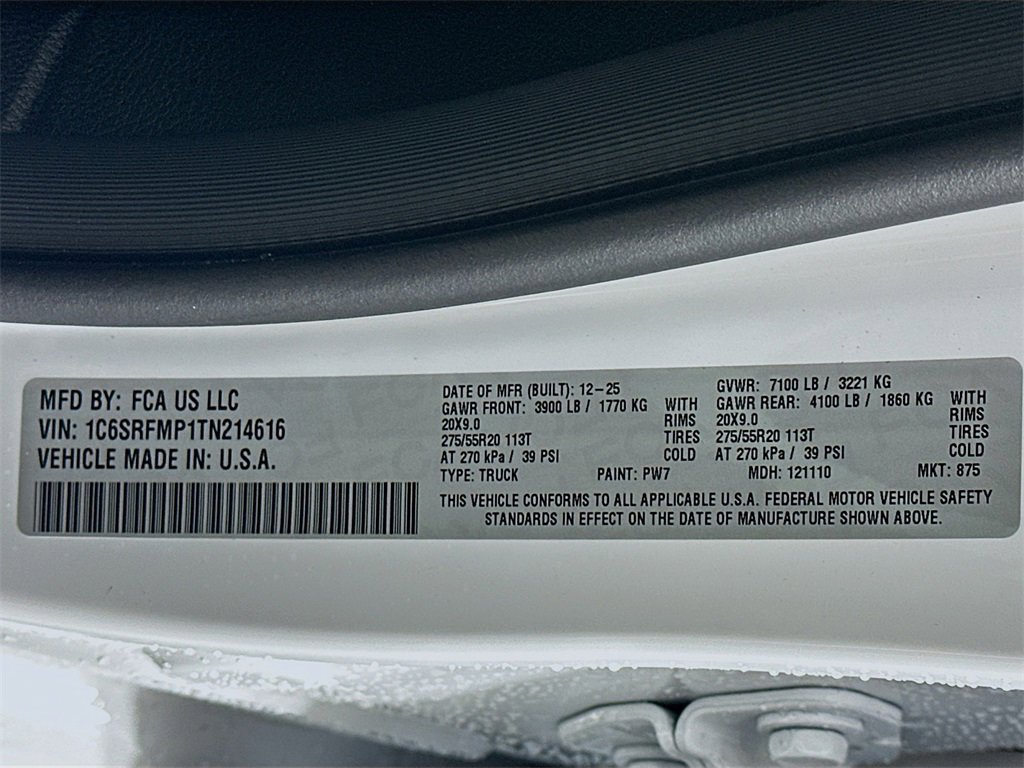 MFD BY: FCA US LLC
VIN: 1C6SRFMP1TN214616
VEHICLE MADE IN: U.S.A.
DATE OF MFR (BUILT): 12-25
GAWR FRONT: 3900 LB / 1770 KG WITH
20X9.0 RIMS
275/55R20 113T TIRES
AT 270 kPa / 39 PSI COLD
GVWR: 7100 LB / 3221 KG
GAWR REAR: 4100 LB / 1860 KG WITH
20X9.0 RIMS
275/55R20 113T TIRES
AT 270 kPa / 39 PSI COLD
TYPE: TRUCK PAINT: PW7 MDH: 121110 MKT: 875
THIS VEHICLE CONFORMS TO ALL APPLICABLE U.S.A. FEDERAL MOTOR VEHICLE SAFETY
STANDARDS IN EFFECT ON THE DATE OF MANUFACTURE SHOWN ABOVE.